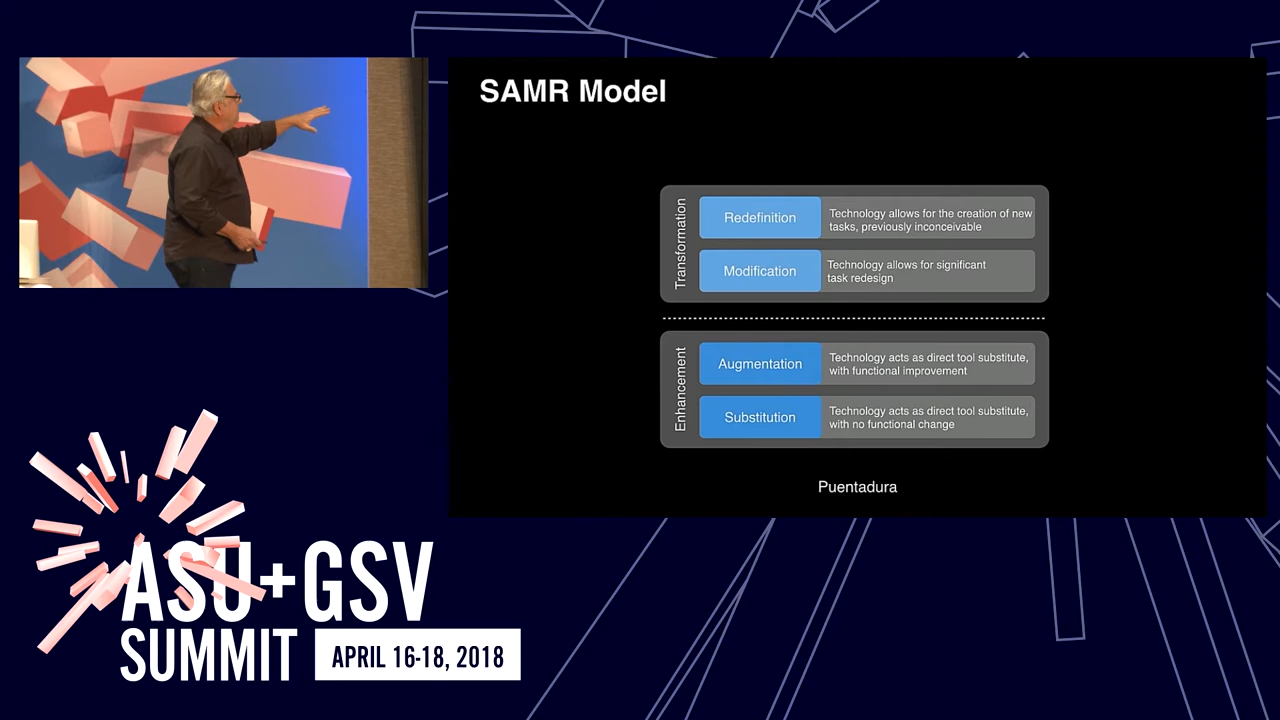 SAMR Model
Transformation
Redefinition
Technology allows for the creation of new
tasks, previously inconceivable
Modification
Technology allows for significant
task redesign
Enhancement
Augmentation
Technology acts as direct tool substitute,
with functional improvement
Substitution
Technology acts as direct tool substitute,
with no functional change
Puentadura
ASU+GSV
SUMMIT
APRIL 16-18, 2018